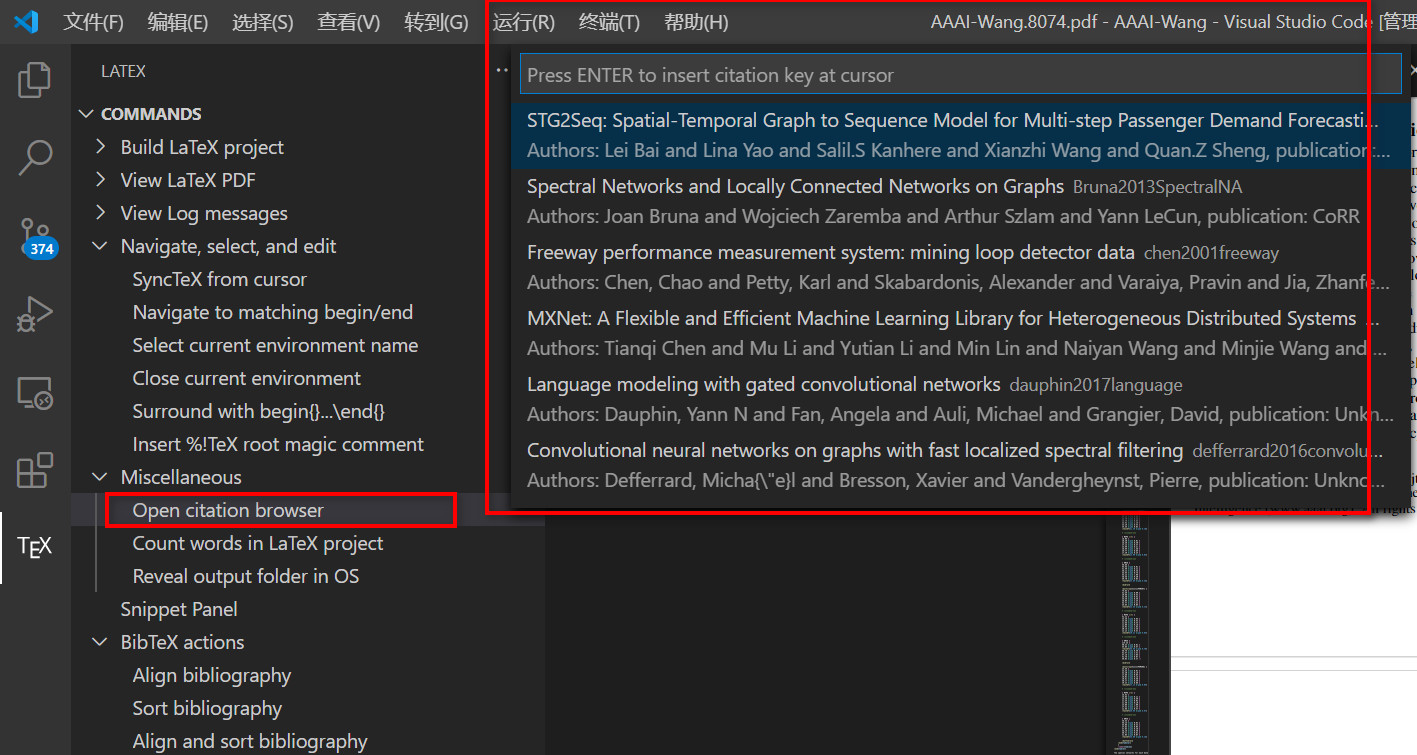 文件(F) 编辑(E) 选择(S) 查看(V) 转到(G) 运行(R) 终端(T) 帮助(H) AAAI-Wang.8074.pdf - AAAI-Wang - Visual Studio Code [管理
LATEX
COMMANDS
Build LaTeX project
View LaTeX PDF
View Log messages
Navigate, select, and edit
SyncTeX from cursor
Navigate to matching begin/end
Select current environment name
Close current environment
Surround with begin{}...\end{}
Insert %!TeX root magic comment
Miscellaneous
Open citation browser
Count words in LaTeX project
Reveal output folder in OS
Snippet Panel
BibTeX actions
Align bibliography
Sort bibliography
Align and sort bibliography
374
TEX
Press ENTER to insert citation key at cursor
STG2Seq: Spatial-Temporal Graph to Sequence Model for Multi-step Passenger Demand Forecasti...
Authors: Lei Bai and Lina Yao and Salil.S Kanhere and Xianzhi Wang and Quan.Z Sheng, publication:...
Spectral Networks and Locally Connected Networks on Graphs Bruna2013SpectralNA
Authors: Joan Bruna and Wojciech Zaremba and Arthur Szlam and Yann LeCun, publication: CoRR
Freeway performance measurement system: mining loop detector data chen2001freeway
Authors: Chen, Chao and Petty, Karl and Skabardonis, Alexander and Varaiya, Pravin and Jia, Zhanfe...
MXNet: A Flexible and Efficient Machine Learning Library for Heterogeneous Distributed Systems ...
Authors: Tianqi Chen and Mu Li and Yutian Li and Min Lin and Naiyan Wang and Minjie Wang and ...
Language modeling with gated convolutional networks dauphin2017language
Authors: Dauphin, Yann N and Fan, Angela and Auli, Michael and Grangier, David, publication: Unkn...
Convolutional neural networks on graphs with fast localized spectral filtering defferrard2016convolu...
Authors: Defferrard, Micha{\"e}l and Bresson, Xavier and Vandergheynst, Pierre, publication: Unknc...